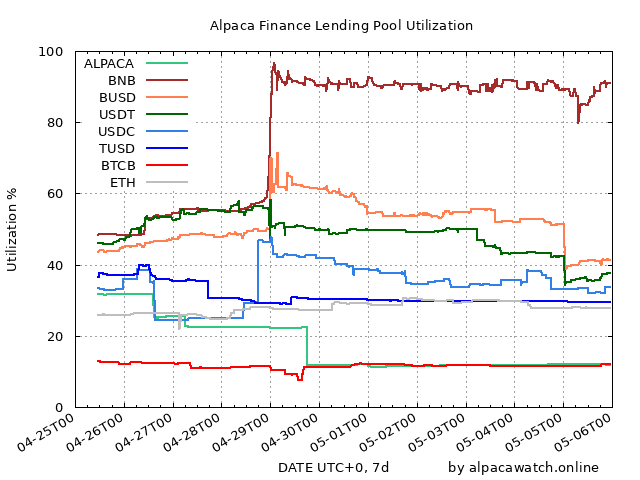 Alpaca Finance Lending Pool Utilization
100
80
60
40
20
0
Utilization %
ALPACA
BNB
BUSD
USDT
USDC
TUSD
BTCB
ETH
04-25T00
04-26T00
04-27T00
04-28T00
04-29T00
04-30T00
05-01T00
05-02T00
05-03T00
05-04T00
05-05T00
05-06T00
DATE UTC+0, 7d
by alpacawatch.online